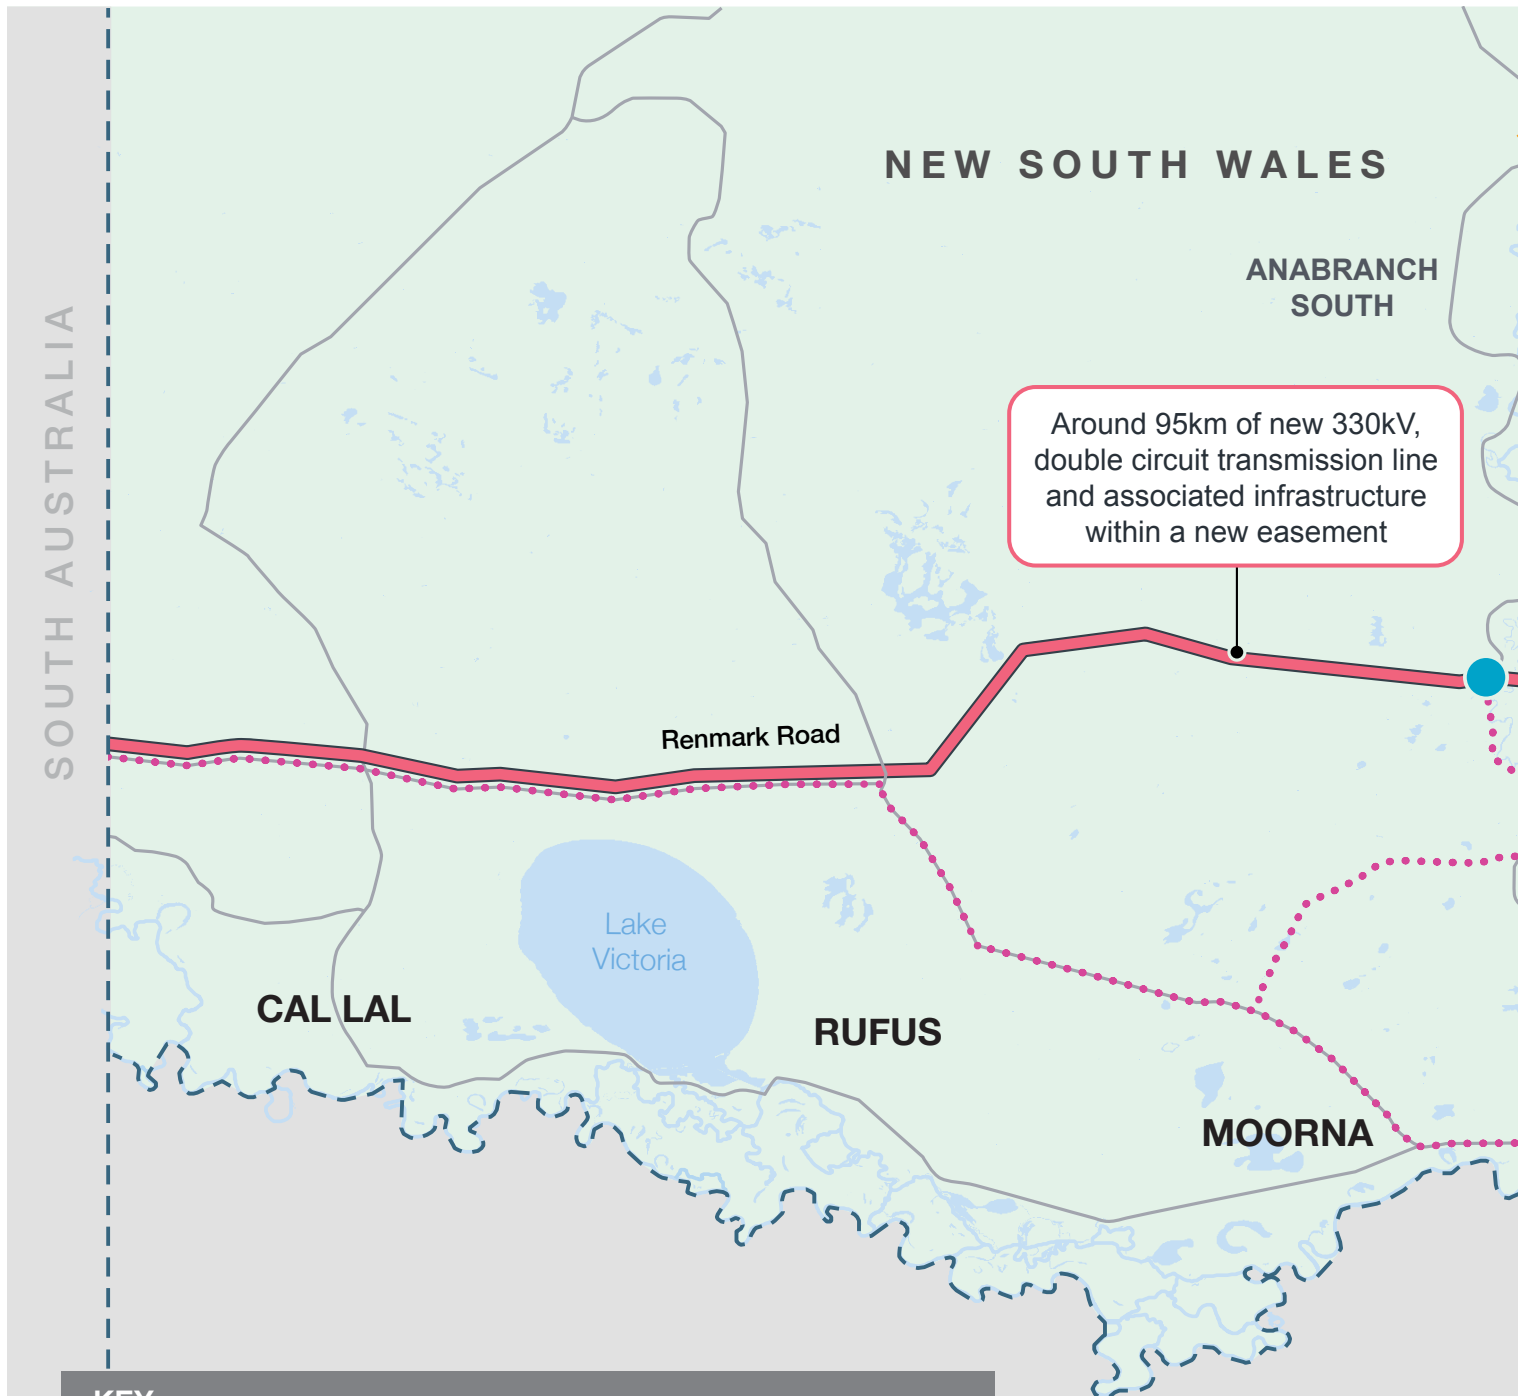 NEW SOUTH WALES
ANABRANCH
SOUTH
SOUTH AUSTRALIA
Around 95km of new 330kV,
double circuit transmission line
and associated infrastructure
within a new easement
Renmark Road
Lake
Victoria
CAL LAL
RUFUS
MOORNA
KEY